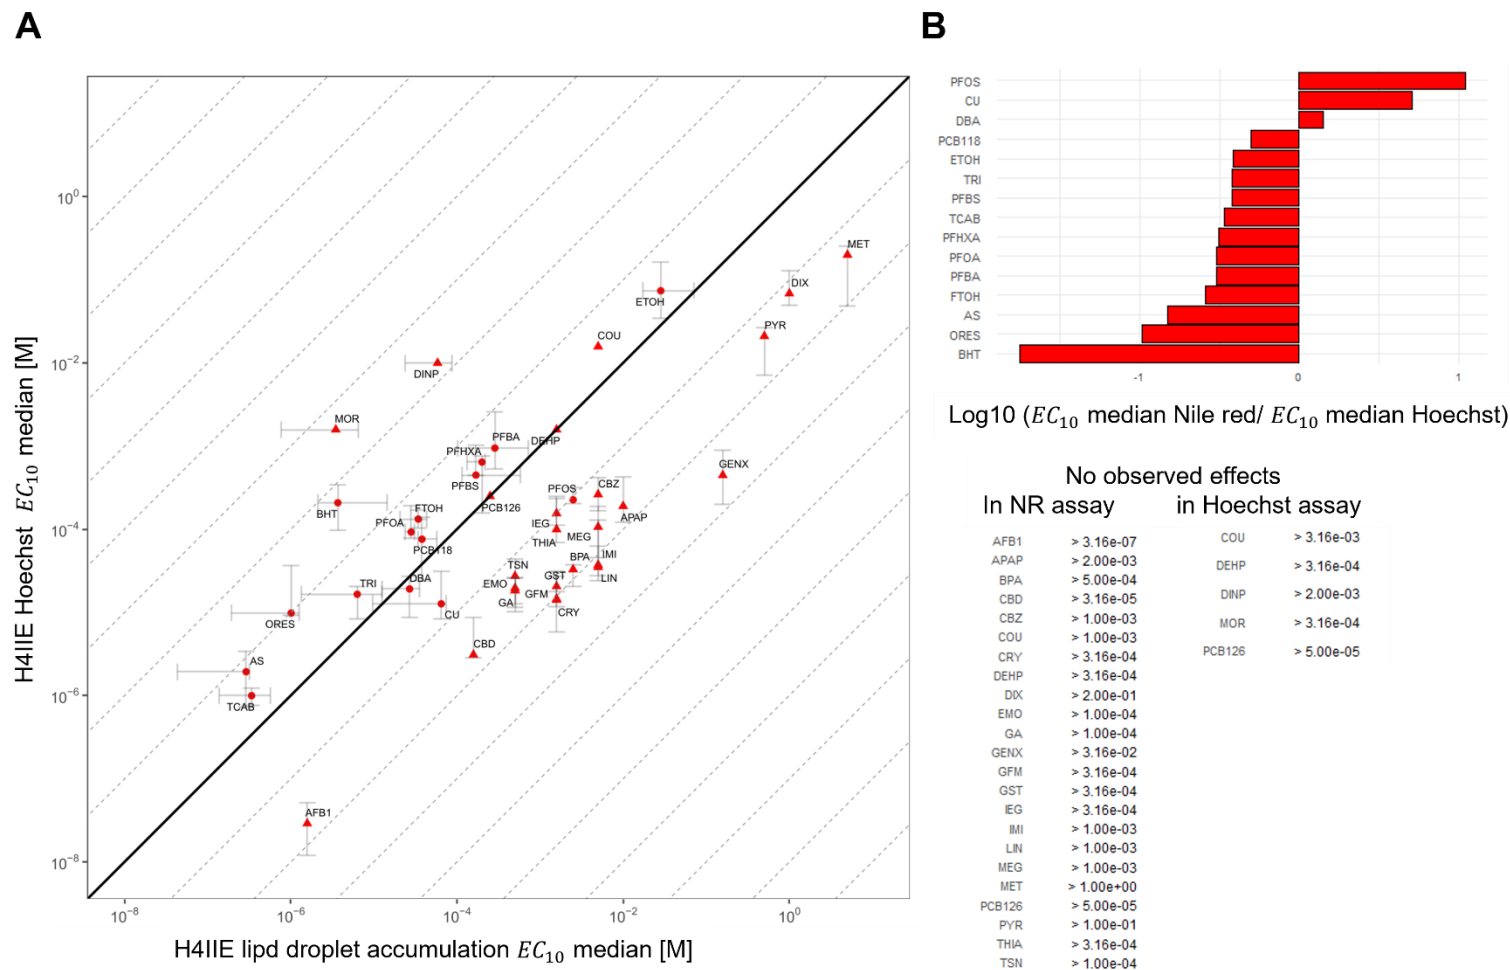 A
B
H4IIE Hoechst EC10 median [M]
10^0
10^-2
10^-4
10^-6
10^-8
MET
DIX
ETOH
PYR
COU
DINP
MOR
PFBA
DEHP
PFHXA
GENX
PFBS
PFOS
CBZ
PCB126
BHT
FTOH
APAP
PFOA
IEG
MEG
THIA
PCB118
BPA
IMI
TSN
LIN
TRI
DBA
EMO
GST
GFM
GA
CU
CRY
ORES
CBD
AS
TCAB
AFB1
10^-8
10^-6
10^-4
10^-2
10^0
H4IIE lipd droplet accumulation EC10 median [M]
PFOS
CU
DBA
PCB118
ETOH
TRI
PFBS
TCAB
PFHXA
PFOA
PFBA
FTOH
AS
ORES
BHT
-1
0
1
Log10 (EC10 median Nile red/ EC10 median Hoechst)
No observed effects
In NR assay
AFB1 > 3.16e-07
APAP > 2.00e-03
BPA > 5.00e-04
CBD > 3.16e-05
CBZ > 1.00e-03
COU > 1.00e-03
CRY > 3.16e-04
DEHP > 3.16e-04
DIX > 2.00e-01
EMO > 1.00e-04
GA > 1.00e-04
GENX > 3.16e-02
GFM > 3.16e-04
GST > 3.16e-04
IEG > 3.16e-04
IMI > 1.00e-03
LIN > 1.00e-03
MEG > 1.00e-03
MET > 1.00e+00
PCB126 > 5.00e-05
PYR > 1.00e-01
THIA > 3.16e-04
TSN > 1.00e-04
in Hoechst assay
COU > 3.16e-03
DEHP > 3.16e-04
DINP > 2.00e-03
MOR > 3.16e-04
PCB126 > 5.00e-05